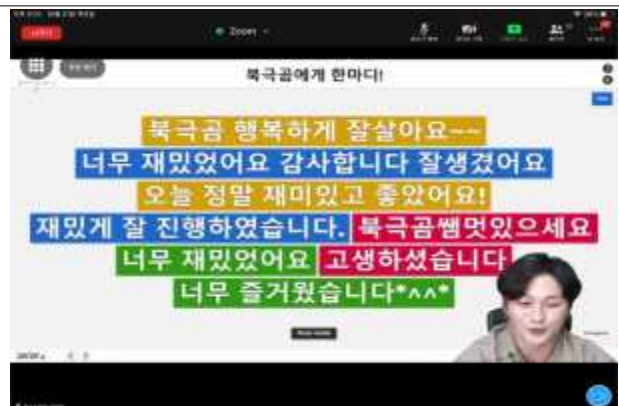 Zoom
북극곰에게 한마디!
북극곰 행복하게 잘살아요~~
너무 재밌었어요 감사합니다 잘생겼어요
오늘 정말 재미있고 좋았어요!
재밌게 잘 진행하였습니다. 북극곰쌤멋있으세요
너무 재밌었어요 고생하셨습니다
너무 즐거웠습니다*^^*